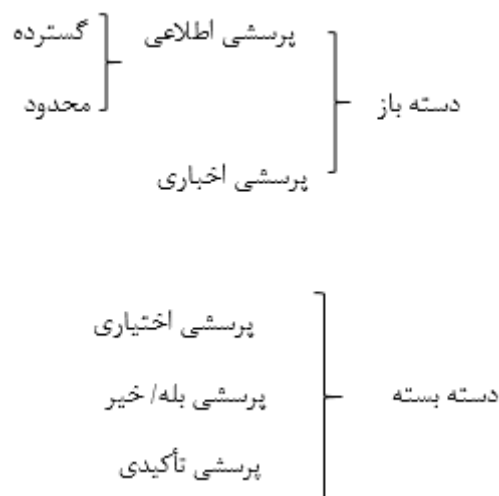 پرسشی اطلاعی گسترده
محدود
دسته باز
پرسشی اخباری
پرسشی اختیاری
دسته بسته
پرسشی بله/ خیر
پرسشی تأکیدی